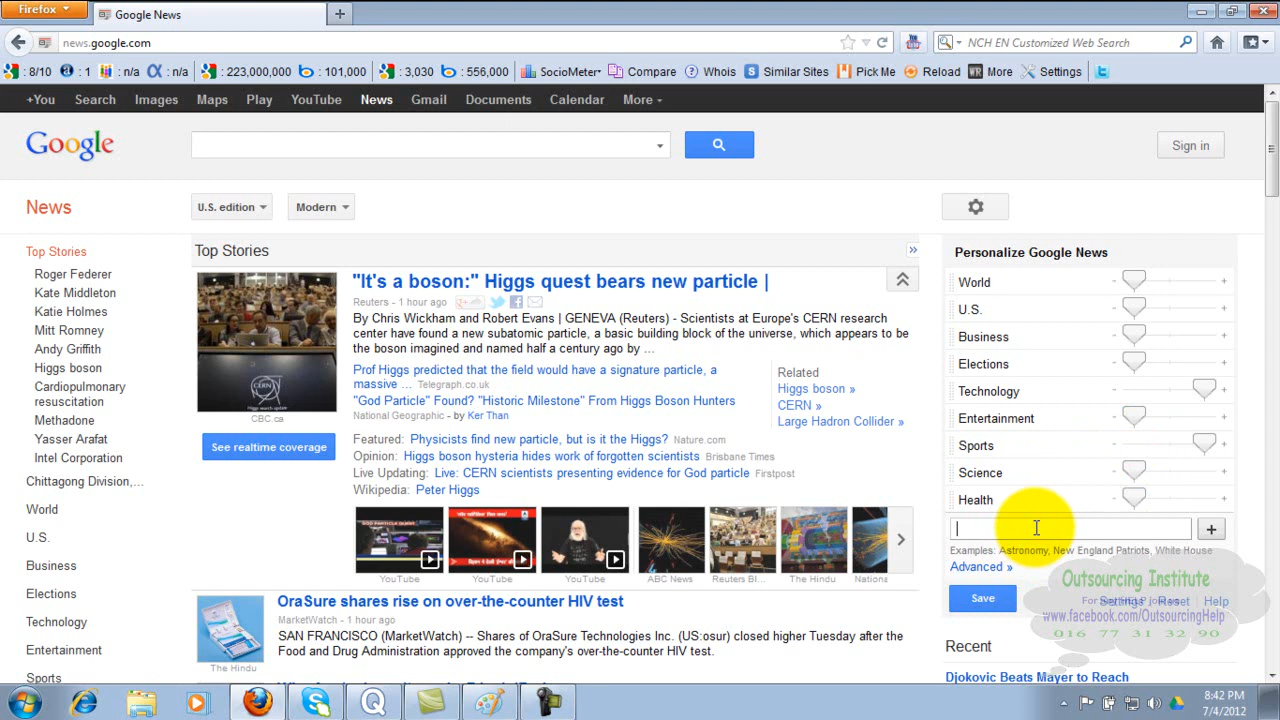 Firefox
Google News
news.google.com
NCH EN Customized Web Search
: 8/10 : 1 : n/a : n/a : 223,000,000 : 101,000 : 3,030 : 556,000 SocioMeter Compare Whois Similar Sites Pick Me Reload More Settings
+You Search Images Maps Play YouTube News Gmail Documents Calendar More
Google
Sign in
News
U.S. edition
Modern
Top Stories
Roger Federer
Kate Middleton
Katie Holmes
Mitt Romney
Andy Griffith
Higgs boson
Cardiopulmonary
resuscitation
Methadone
Yasser Arafat
Intel Corporation
Chittagong Division,...
World
U.S.
Business
Elections
Technology
Entertainment
Sports
Top Stories
"It's a boson:" Higgs quest bears new particle |
Reuters - 1 hour ago
By Chris Wickham and Robert Evans | GENEVA (Reuters) - Scientists at Europe's CERN research
center have found a new subatomic particle, a basic building block of the universe, which appears to be
the boson imagined and named half a century ago by ...
CERN
CBC.ca
See realtime coverage
Prof Higgs predicted that the field would have a signature particle, a
massive ... Telegraph.co.uk
"God Particle" Found? "Historic Milestone" From Higgs Boson Hunters
National Geographic - by Ker Than
Related
Higgs boson »
CERN »
Large Hadron Collider »
Featured: Physicists find new particle, but is it the Higgs? Nature.com
Opinion: Higgs boson hysteria hides work of forgotten scientists Brisbane Times
Live Updating: Live: CERN scientists presenting evidence for God particle Firstpost
Wikipedia: Peter Higgs
YouTube YouTube YouTube ABC News Reuters Bl... The Hindu Nationa
OraSure shares rise on over-the-counter HIV test
MarketWatch - 1 hour ago
SAN FRANCISCO (MarketWatch) -- Shares of OraSure Technologies Inc. (US:osur) closed higher Tuesday after the
Food and Drug Administration approved the company's over-the-counter HIV test.
The Hindu
Personalize Google News
World - +
U.S. - +
Business - +
Elections - +
Technology - +
Entertainment - +
Sports - +
Science - +
Health - +
+
Examples: Astronomy, New England Patriots, White House
Advanced »
Save
Settings Reset Help
Outsourcing Institute
www.facebook.com/OutsourcingHelp
016 77 31 32 90
Recent
Djokovic Beats Mayer to Reach
8:42 PM
7/4/2012